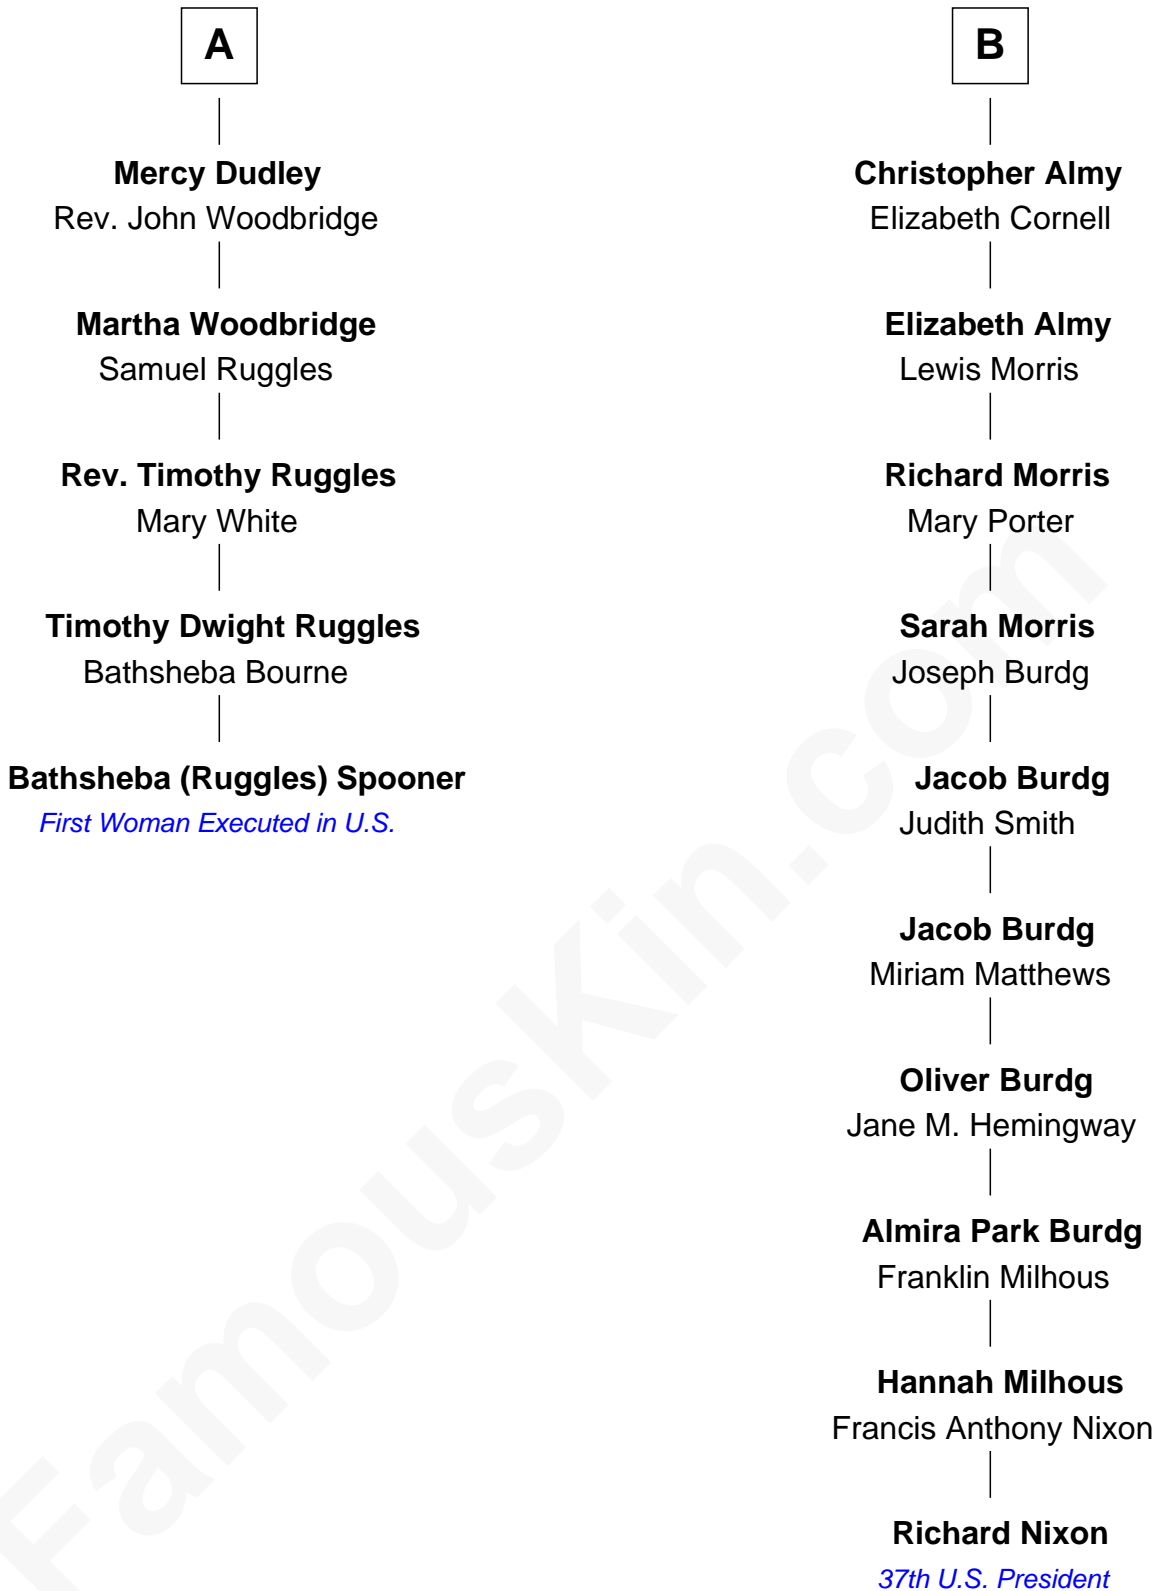 A
Mercy Dudley
Rev. John Woodbridge
Martha Woodbridge
Samuel Ruggles
Rev. Timothy Ruggles
Mary White
Timothy Dwight Ruggles
Bathsheba Bourne
Bathsheba (Ruggles) Spooner
First Woman Executed in U.S.
B
Christopher Almy
Elizabeth Cornell
Elizabeth Almy
Lewis Morris
Richard Morris
Mary Porter
Sarah Morris
Joseph Burdg
Jacob Burdg
Judith Smith
Jacob Burdg
Miriam Matthews
Oliver Burdg
Jane M. Hemingway
Almira Park Burdg
Franklin Milhous
Hannah Milhous
Francis Anthony Nixon
Richard Nixon
37th U.S. President
FamousKin.com